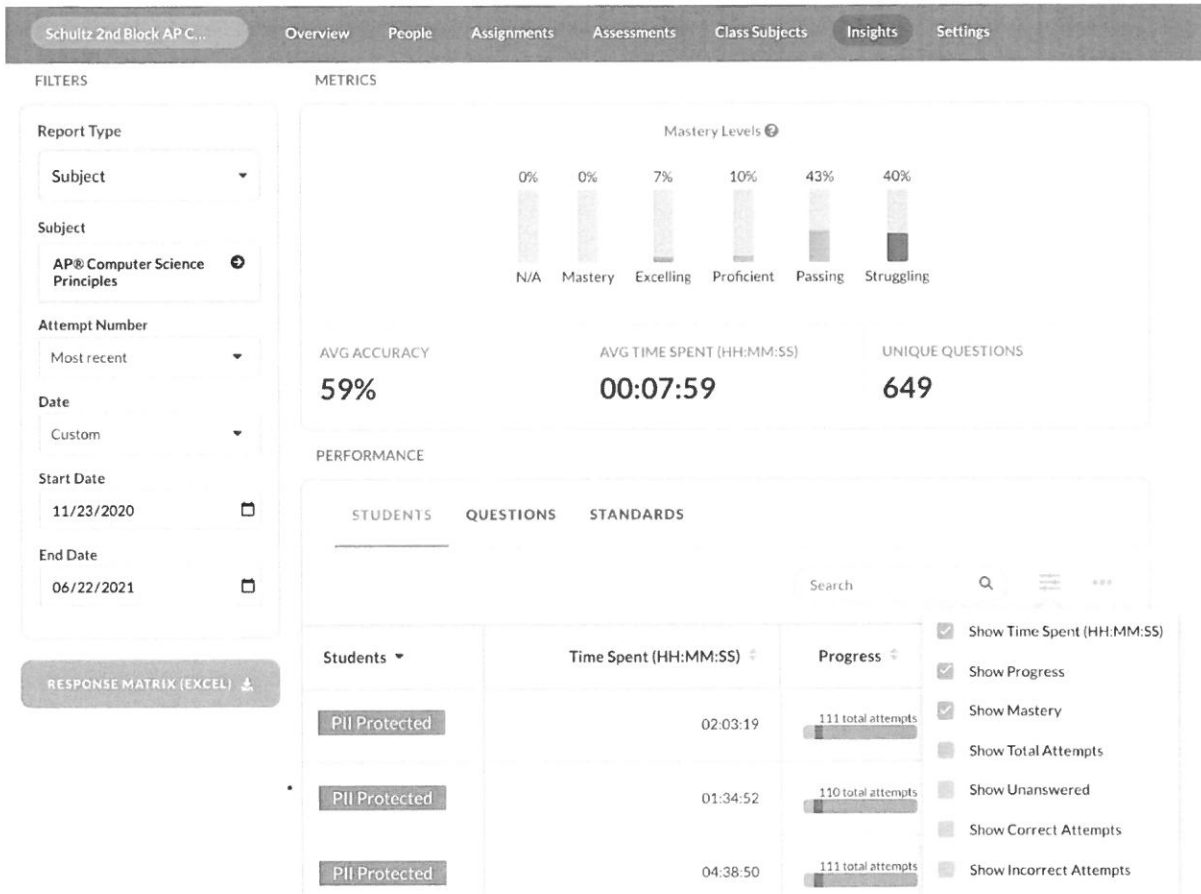 Schultz 2nd Block AP C...
Overview People Assignments Assessments Class Subjects Insights Settings
FILTERS
Report Type
Subject
Subject
AP® Computer Science
Principles
Attempt Number
Most recent
Date
Custom
Start Date
11/23/2020
End Date
06/22/2021
RESPONSE MATRIX (EXCEL)
METRICS
Mastery Levels ?
0% 0% 7% 10% 43% 40%
N/A Mastery Excelling Proficient Passing Struggling
AVG ACCURACY AVG TIME SPENT (HH:MM:SS) UNIQUE QUESTIONS
59% 00:07:59 649
PERFORMANCE
STUDENTS QUESTIONS STANDARDS
Search
Students Time Spent (HH:MM:SS) Progress
PII Protected 02:03:19 111 total attempts
PII Protected 01:34:52 110 total attempts
PII Protected 04:38:50 111 total attempts
Show Time Spent (HH:MM:SS)
Show Progress
Show Mastery
Show Total Attempts
Show Unanswered
Show Correct Attempts
Show Incorrect Attempts